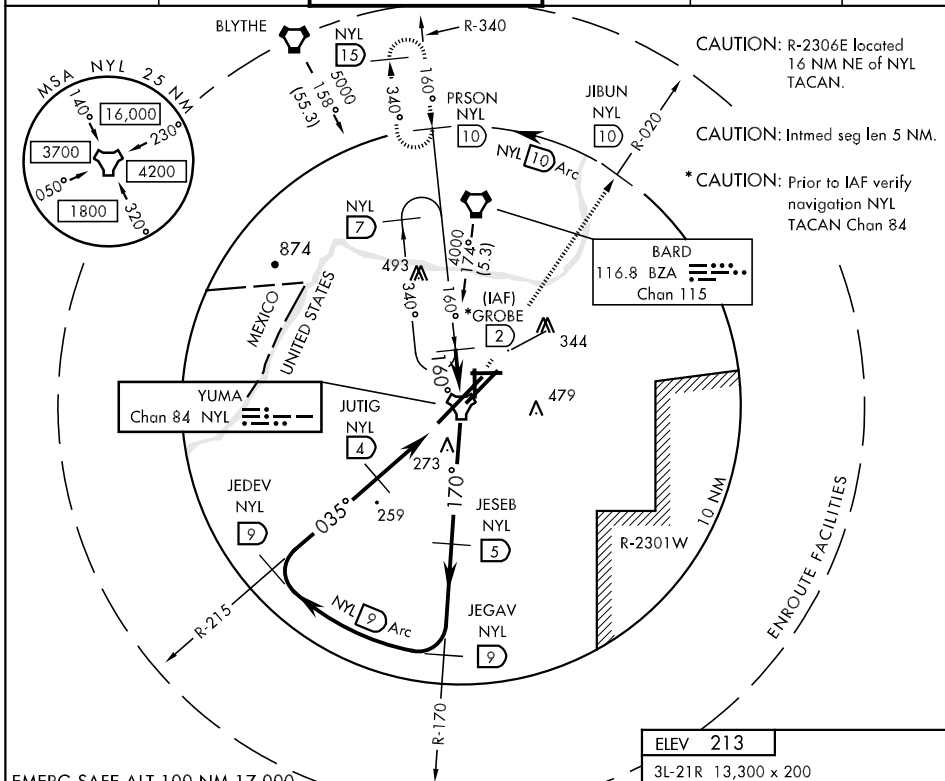 BLYTHE
NYL
15
R-340
5000
158°
(55.3)
340°
160°
PRSON
NYL
10
JIBUN
NYL
10
R-020
NYL 10 Arc
CAUTION: R-2306E located
16 NM NE of NYL
TACAN.
CAUTION: Intmed seg len 5 NM.
* CAUTION: Prior to IAF verify
navigation NYL
TACAN Chan 84
MSA NYL 25 NM
140°
16,000
230°
3700
4200
050°
1800
320°
NYL
7
4000
174°
(5.3)
BARD
116.8 BZA
Chan 115
874
493
340°
160°
(IAF)
*GROBE
2
344
MEXICO
UNITED STATES
190°
YUMA
Chan 84 NYL
479
JUTIG
NYL
4
273
170°
035°
259
JEDEV
NYL
9
JESEB
NYL
5
10 NM
R-2301W
NYL 9 Arc
JEGAV
NYL
9
R-215
R-170
ENROUTE FACILITIES
EMERG SAFE ALT 100 NM 17,000
ELEV 213
3L-21R 13,300 x 200